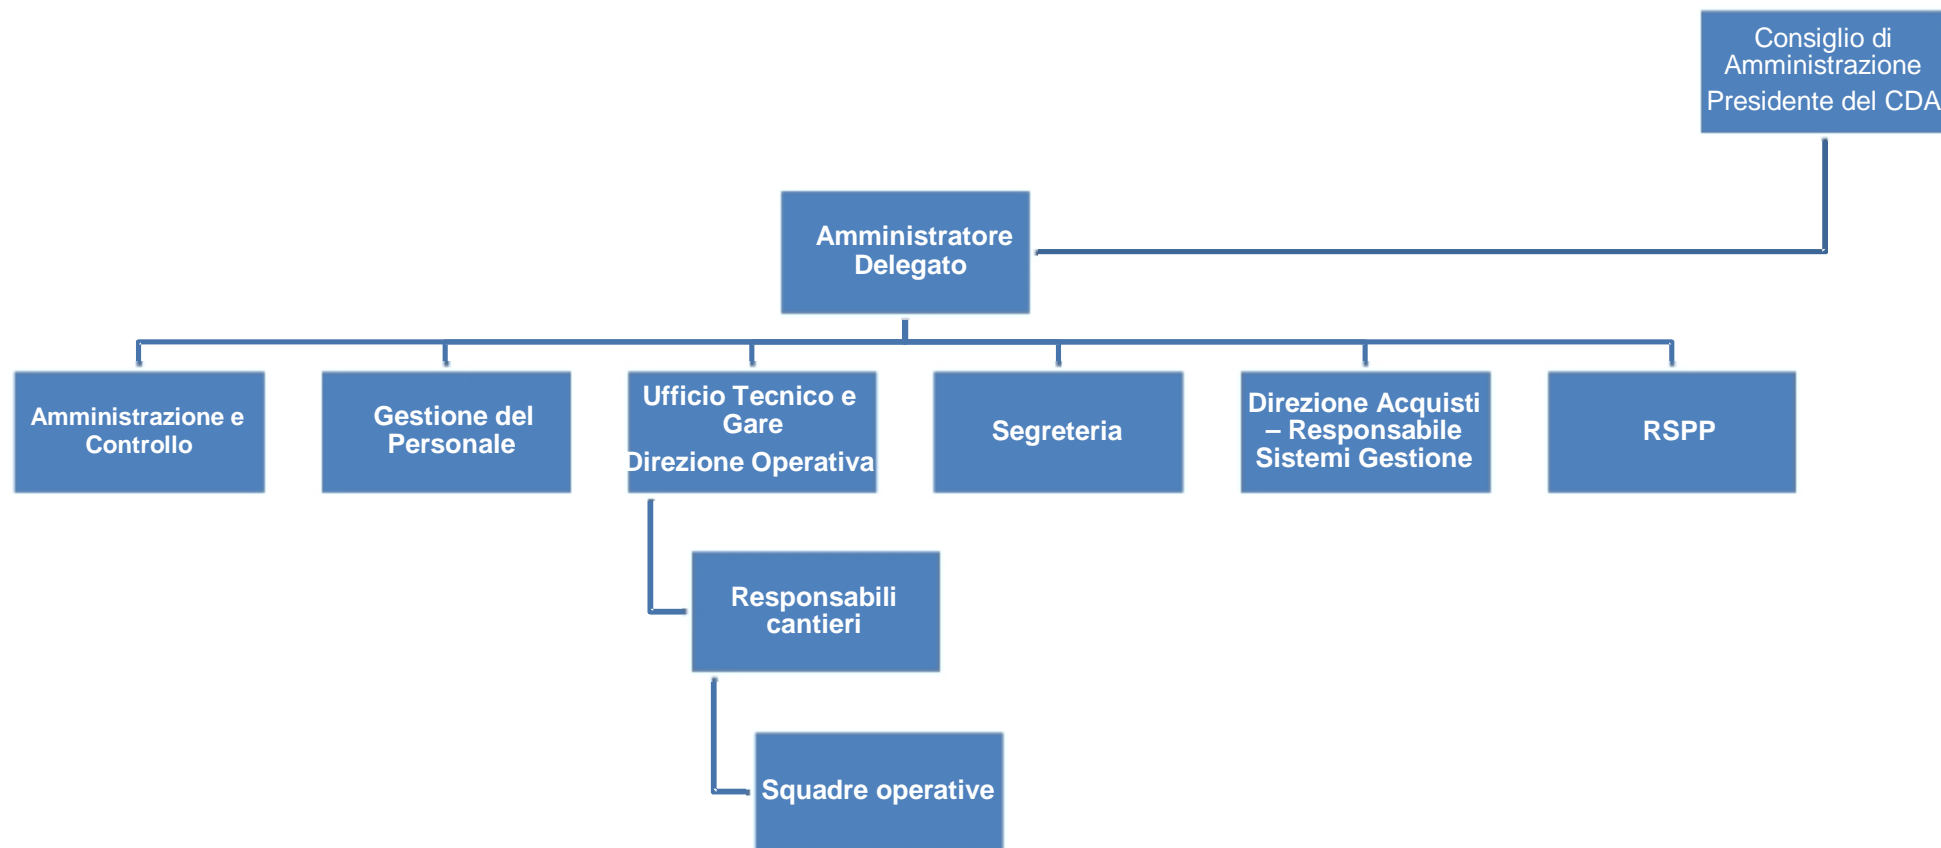 Consiglio di
Amministrazione
Presidente del CDA
Amministratore
Delegato
Amministrazione e
Controllo
Gestione del
Personale
Ufficio Tecnico e
Gare
Direzione Operativa
Segreteria
Direzione Acquisti
– Responsabile
Sistemi Gestione
RSPP
Responsabili
cantieri
Squadre operative